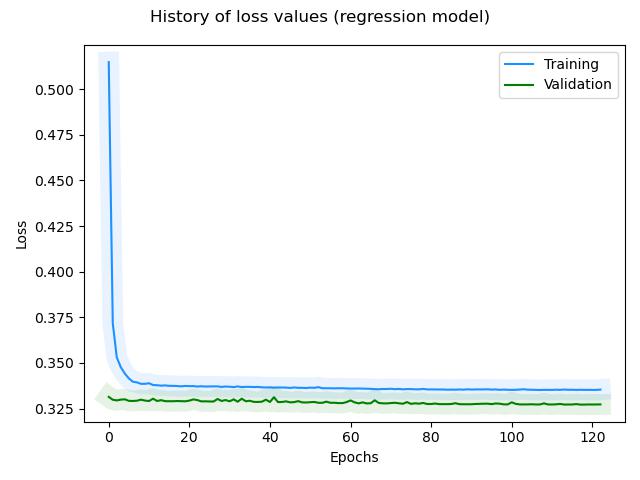 History of loss values (regression model)
Training
Validation
0.500
0.475
0.450
0.425
0.400
0.375
0.350
0.325
Loss
0 20 40 60 80 100 120
Epochs